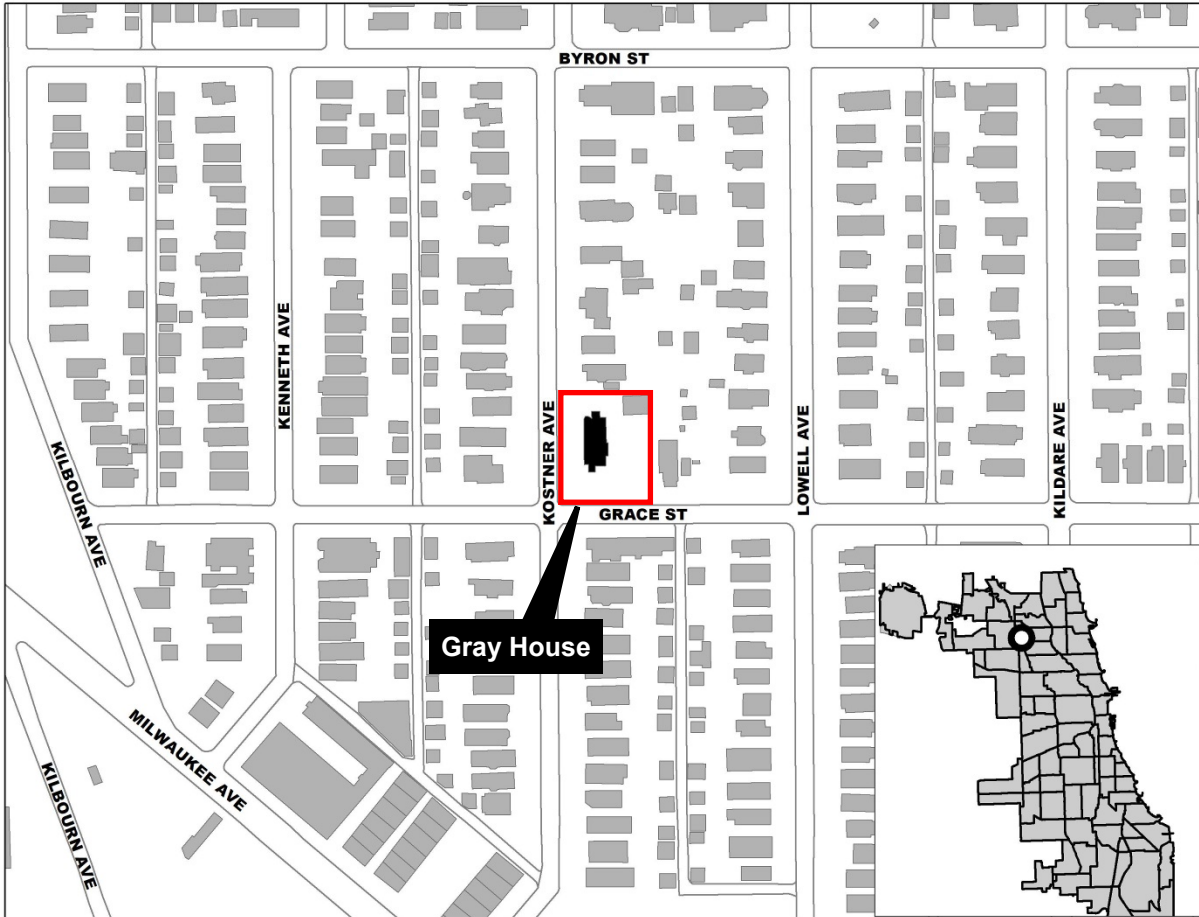 BYRON ST
KENNETH AVE
KOSTNER AVE
LOWELL AVE
KILDARE AVE
KILBOURN AVE
GRACE ST
Gray House
MILWAUKEE AVE
KILBOURN AVE